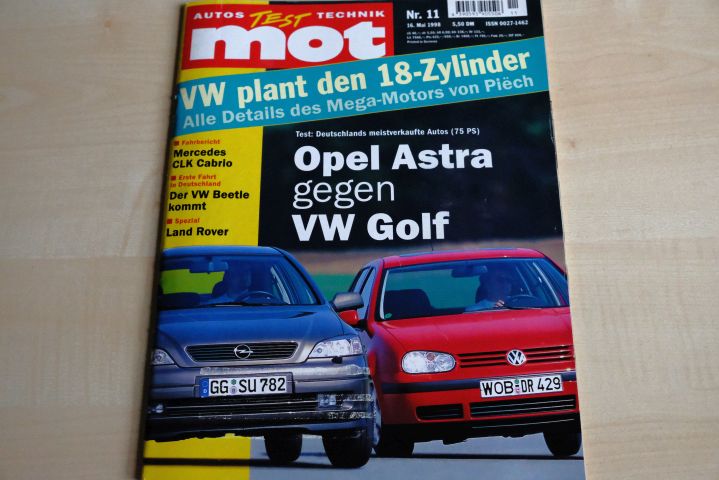 AUTOS TEST TECHNIK
mot
Nr. 11
16. Mai 1998
5,50 DM ISSN 0027-1462
VW plant den 18-Zylinder
Alle Details des Mega-Motors von Piëch
Test: Deutschlands meistverkaufte Autos (75 PS)
Opel Astra
gegen
VW Golf
Fahrbericht
Mercedes
CLK Cabrio
Erste Fahrt
in Deutschland
Der VW Beetle
kommt
Spezial
Land Rover
GG SU 782
WOB DR 429